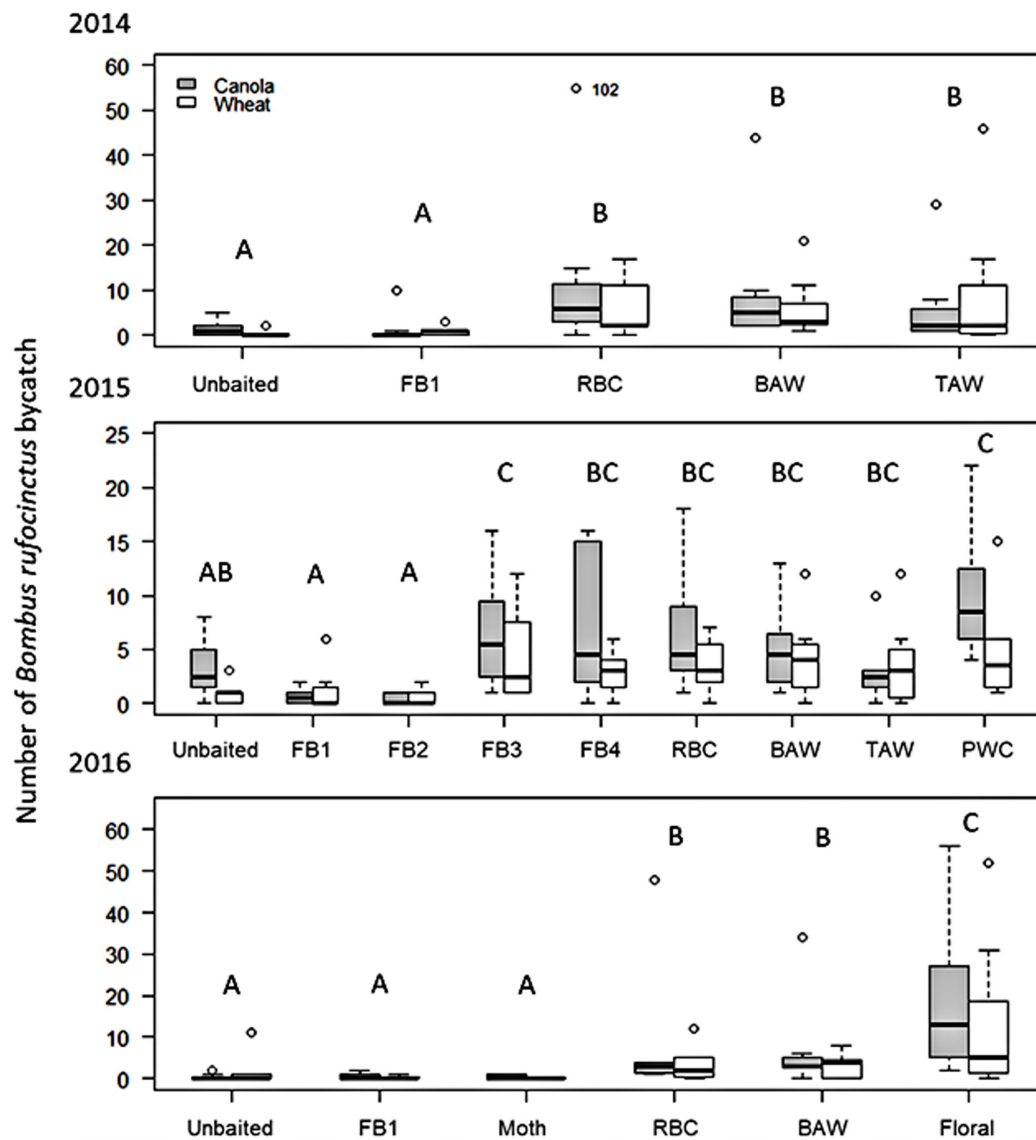 Number of Bombus rufocinctus bycatch
2014
Canola
Wheat
60
50
40
30
20
10
0
A
A
B
B
B
102
Unbaited FB1 RBC BAW TAW
2015
25
20
15
10
5
0
AB
A
A
C
BC
BC
BC
BC
C
Unbaited FB1 FB2 FB3 FB4 RBC BAW TAW PWC
2016
60
50
40
30
20
10
0
A
A
A
B
B
C
Unbaited FB1 Moth RBC BAW Floral